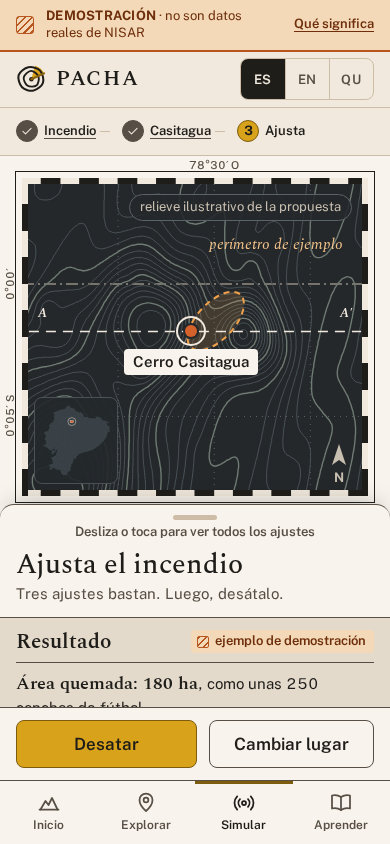 DEMOSTRACIÓN · no son datos
reales de NISAR
Qué significa
PACHA
ES
EN
QU
Incendio
Casitagua
3 Ajusta
78°30′ O
relieve ilustrativo de la propuesta
perímetro de ejemplo
0°00′
A
A′
Cerro Casitagua
0°05′ S
N
Desliza o toca para ver todos los ajustes
Ajusta el incendio
Tres ajustes bastan. Luego, desátalo.
Resultado
ejemplo de demostración
Área quemada: 180 ha, como unas 250
canchas de fútbol
Desatar
Cambiar lugar
Inicio
Explorar
Simular
Aprender